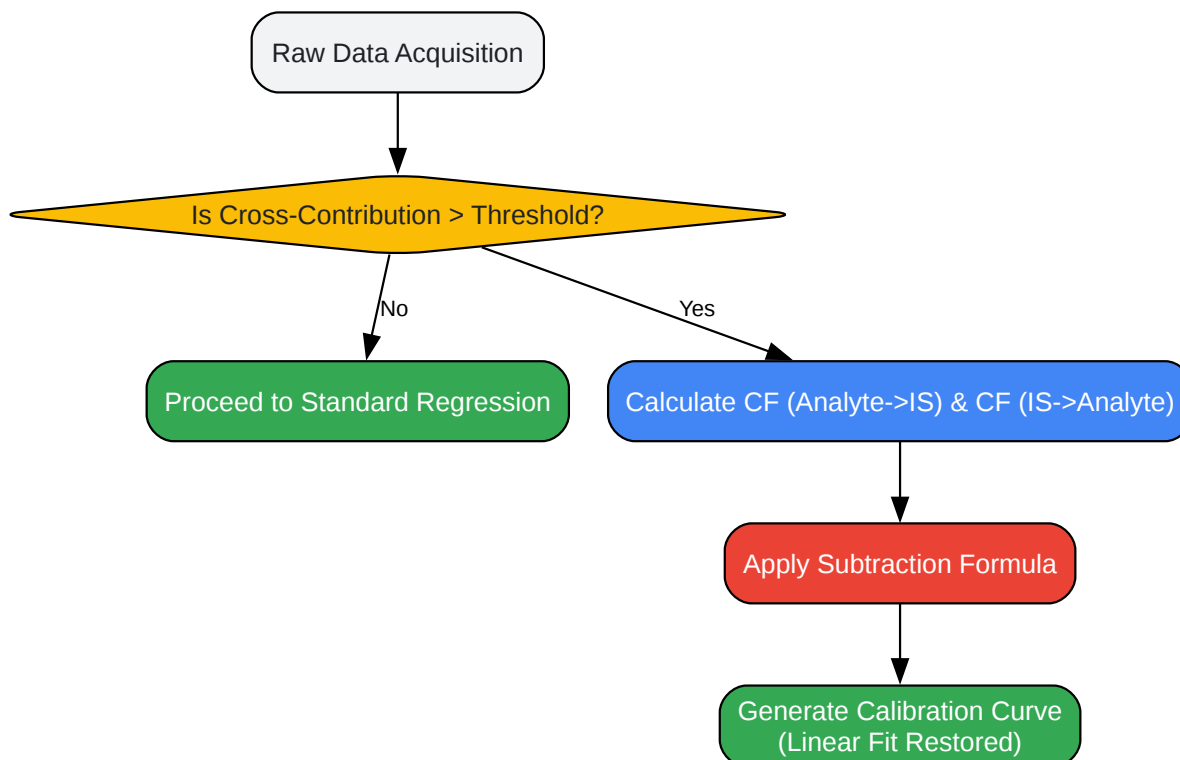 Raw Data Acquisition
Is Cross-Contribution > Threshold?
No
Yes
Proceed to Standard Regression
Calculate CF (Analyte->IS) & CF (IS->Analyte)
Apply Subtraction Formula
Generate Calibration Curve
(Linear Fit Restored)